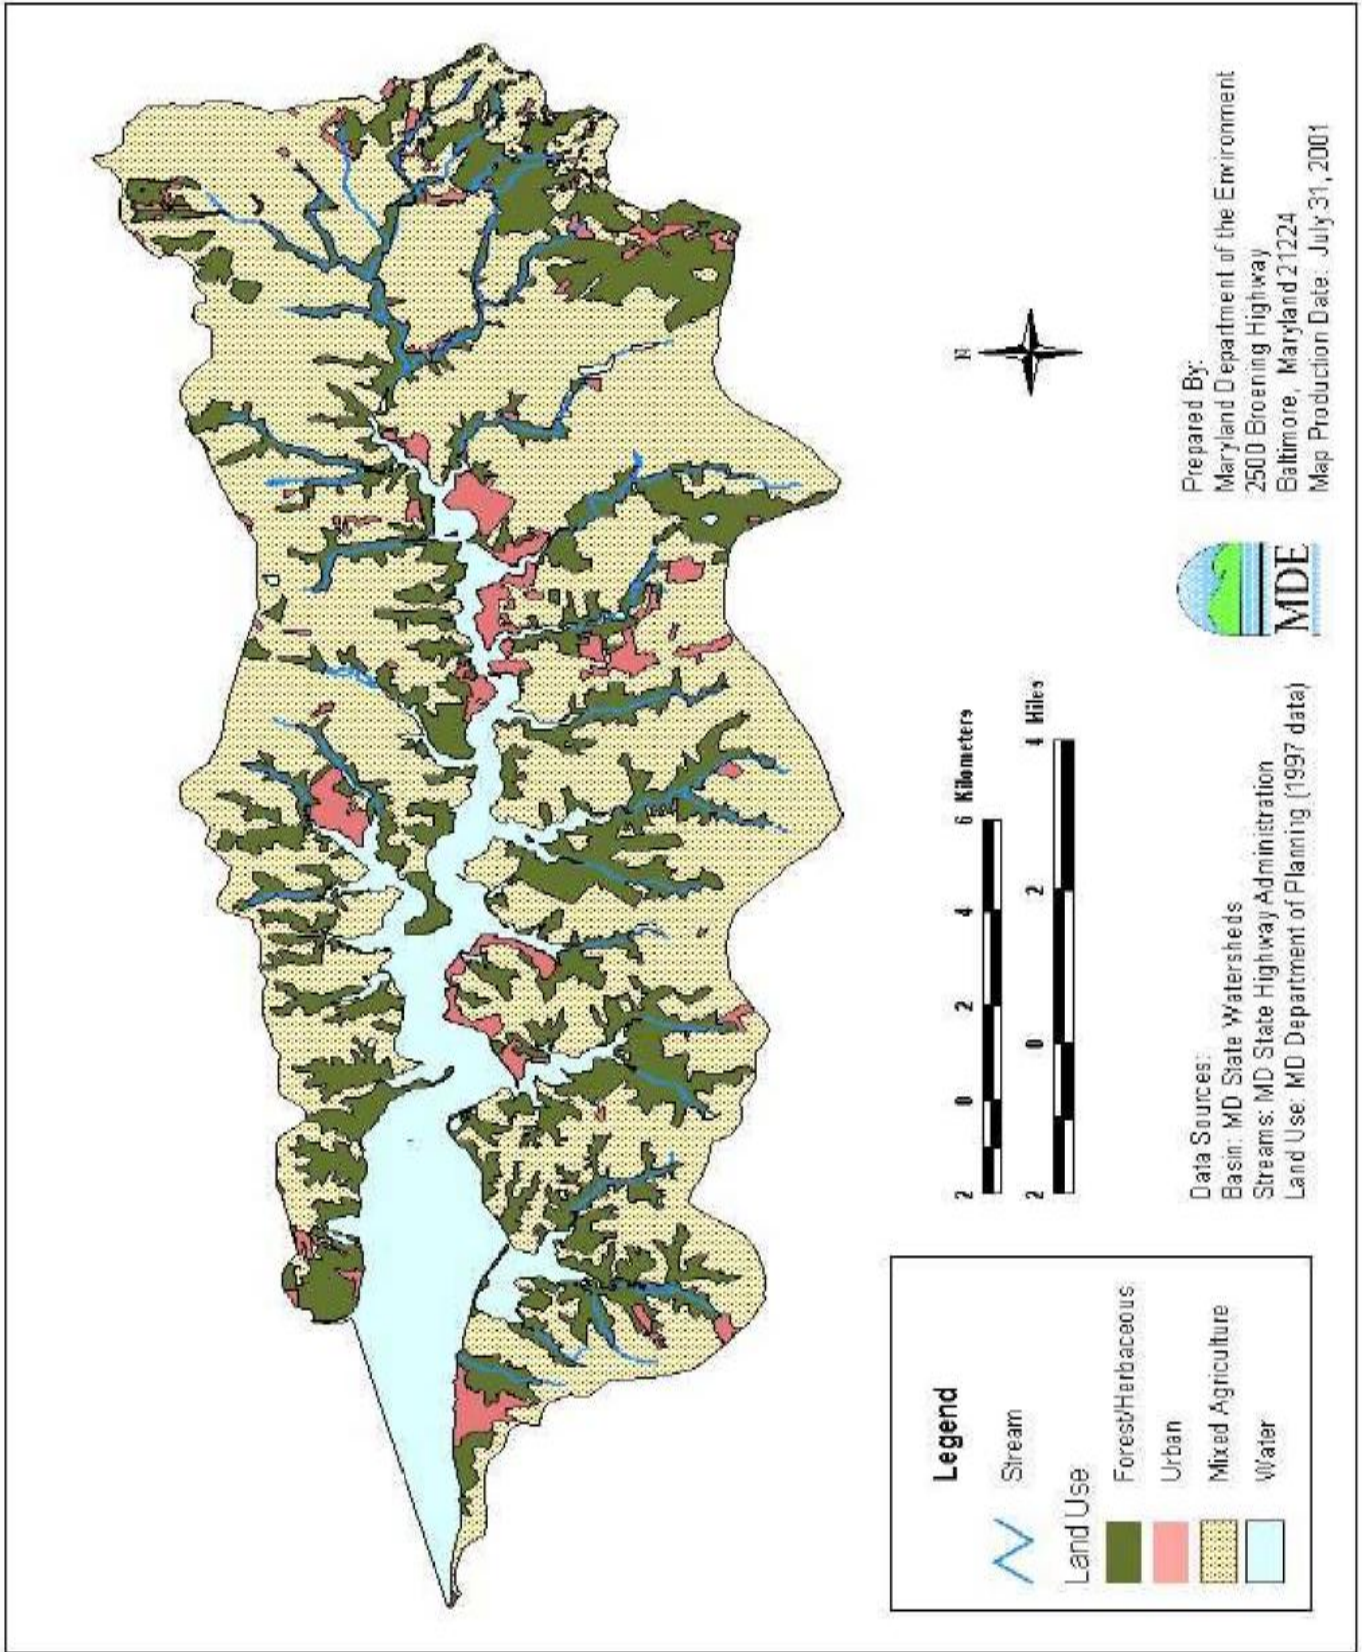 N
6 Kilometers
4
2
0
2
4 Miles
2
0
2
Legend
Stream
Land Use
Forest/Herbaceous
Urban
Mixed Agriculture
Water
Data Sources:
Basin: MD State Watersheds
Streams: MD State Highway Administration
Land Use: MD Department of Planning (1997 data)
MDE
Prepared By:
Maryland Department of the Environment
2500 Broening Highway
Baltimore, Maryland 212224
Map Production Date: July 31, 2001